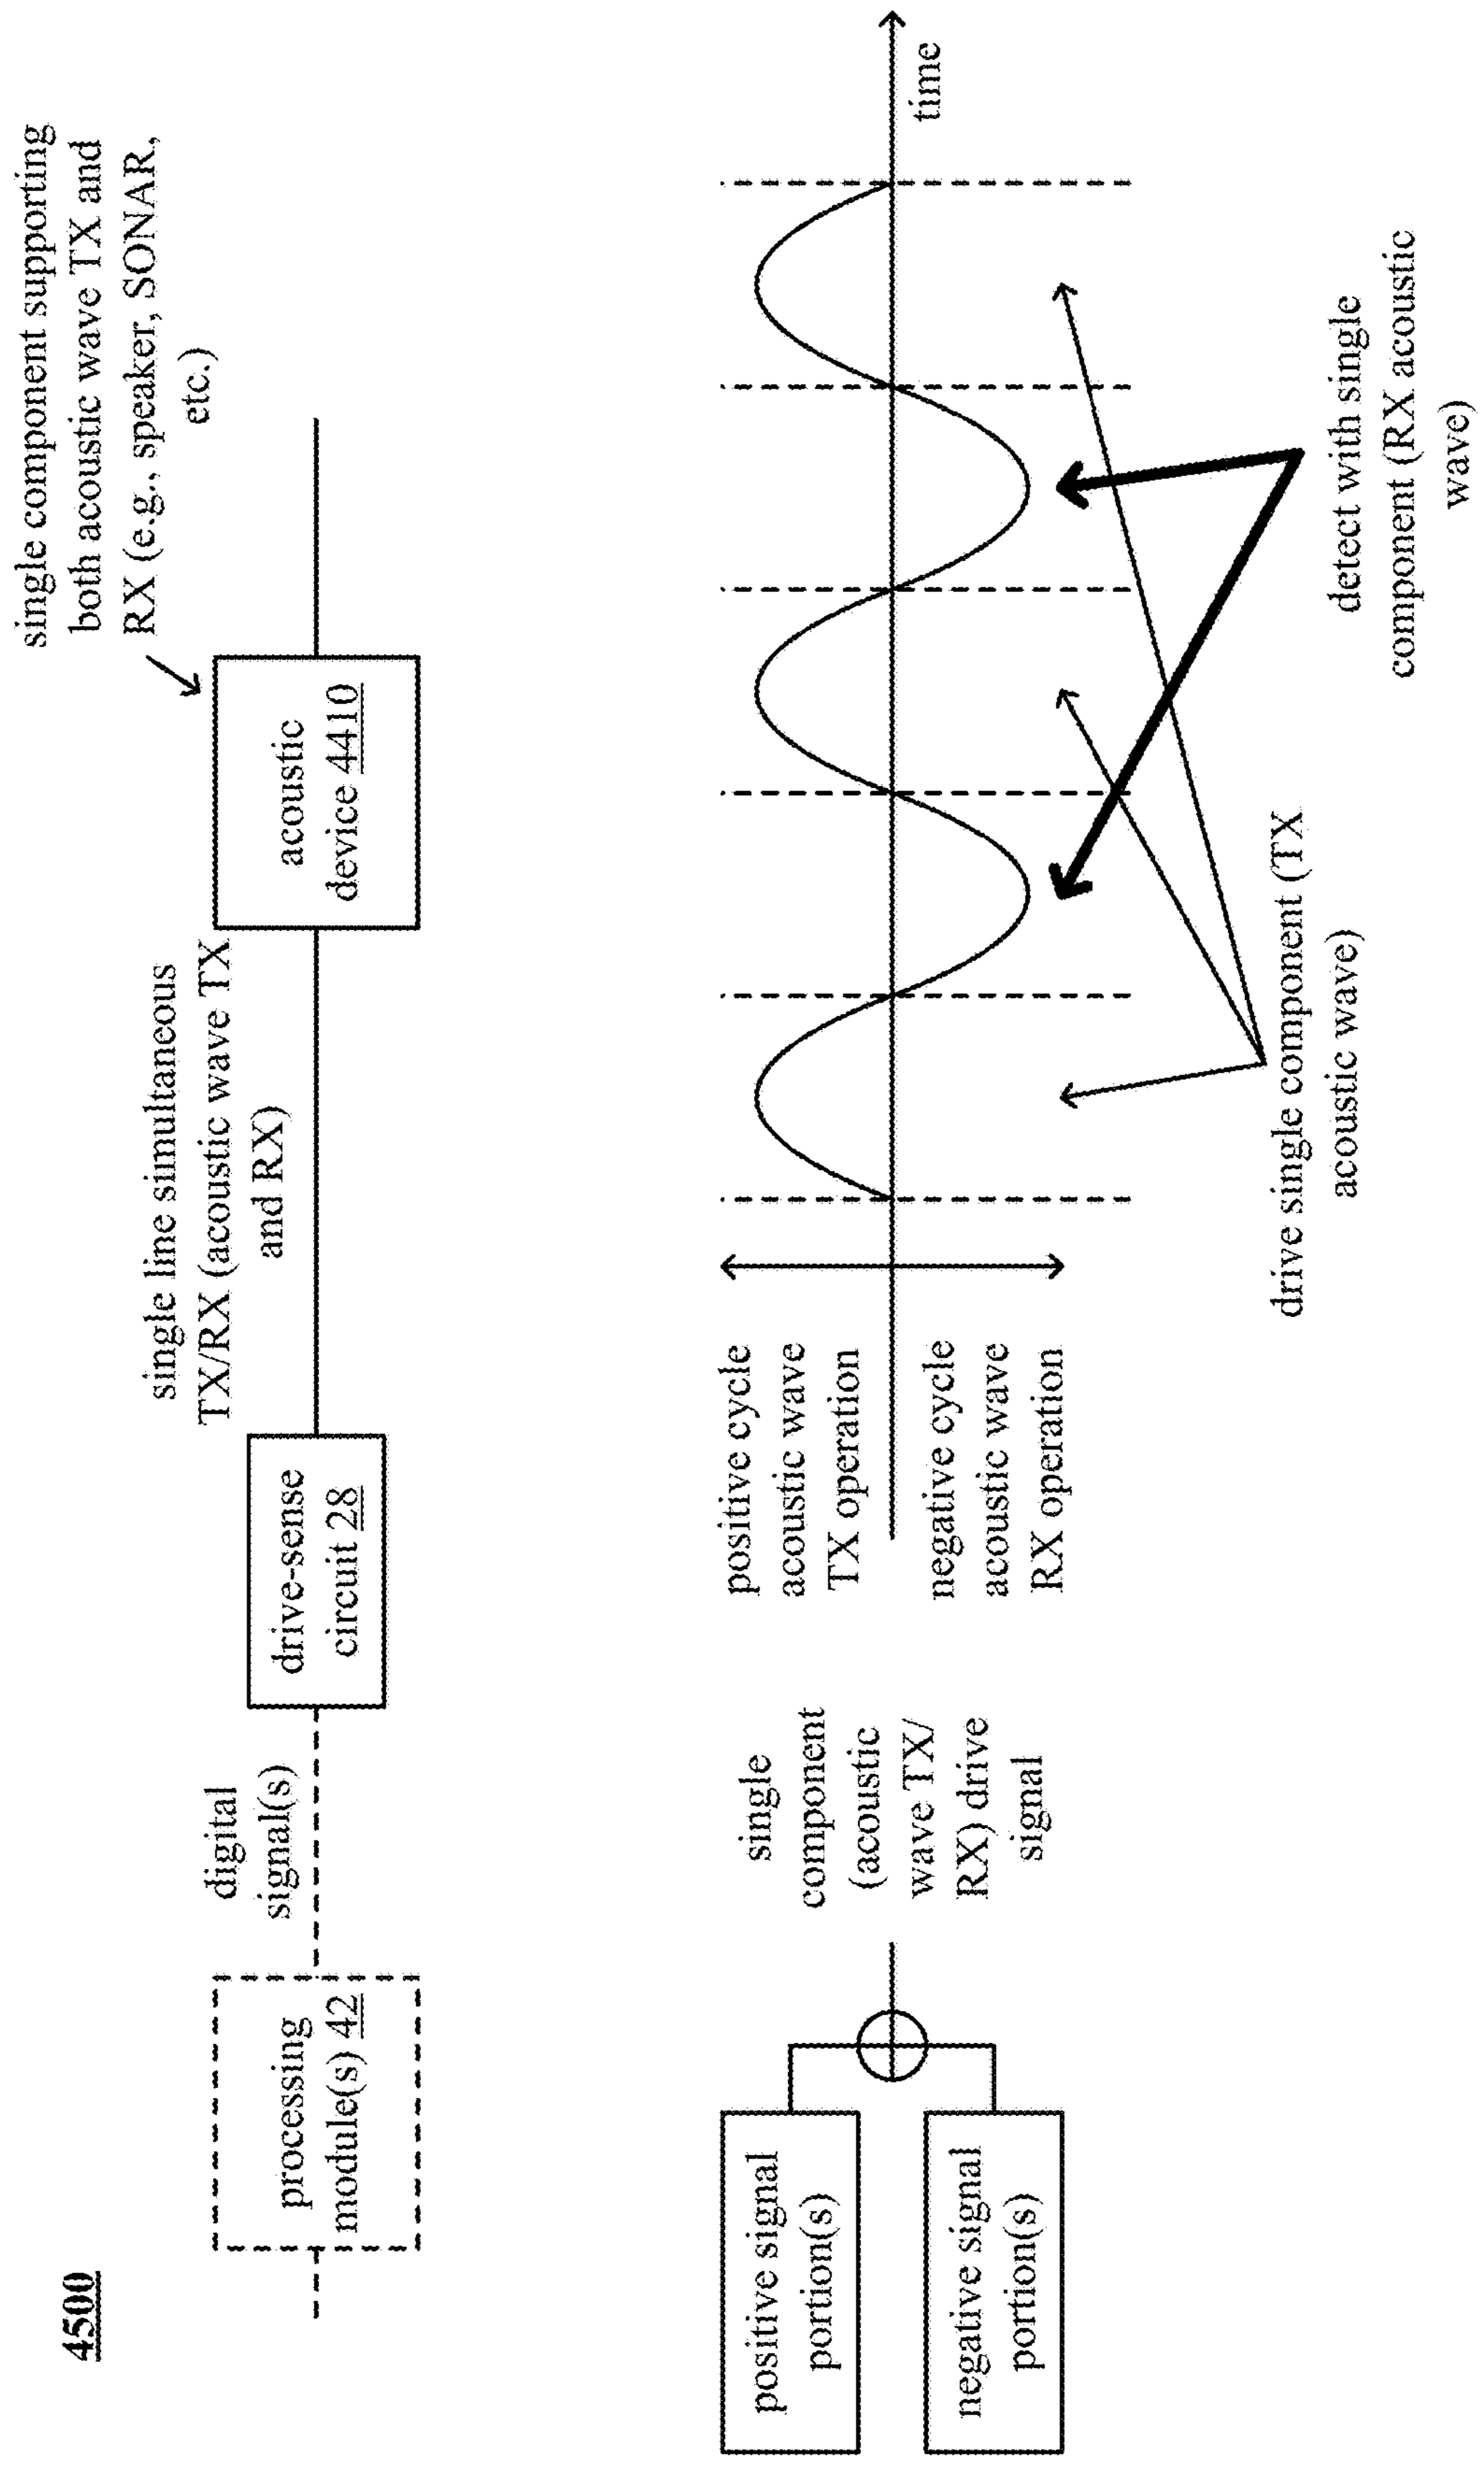 4500
processing
module(s) 42
digital
signal(s)
drive-sense
circuit 28
single line simultaneous
TX/RX (acoustic wave TX
and RX)
acoustic
device 4410
single component supporting
both acoustic wave TX and
RX (e.g., speaker, SONAR,
etc.)
positive signal
portion(s)
negative signal
portion(s)
single
component
(acoustic
wave TX/
RX) drive
signal
positive cycle
acoustic wave
TX operation
negative cycle
acoustic wave
RX operation
time
drive single component (TX
acoustic wave)
detect with single
component (RX acoustic
wave)